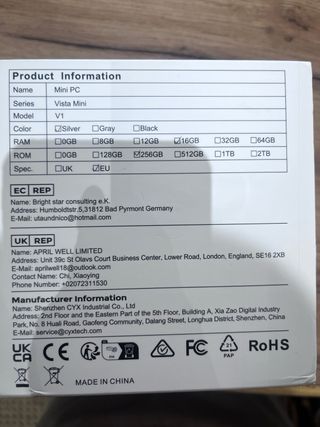 Product Information
Name Mini PC
Series Vista Mini
Model V1
Color ☑Silver ☐Gray ☐Black
RAM ☐0GB ☐8GB ☐12GB ☑16GB ☐32GB ☐64GB
ROM ☐0GB ☐128GB ☑256GB ☐512GB ☐1TB ☐2TB
Spec. ☐UK ☑EU
EC REP
Name: Bright star consulting e.K.
Address: Humboldtstr.5,31812 Bad Pyrmont Germany
E-mail: utaundnico@hotmail.com
UK REP
Name: APRIL WELL LIMITED
Address: Unit 39c St Olavs Court Business Center, Lower Road, London, England, SE16 2XB
E-mail: aprilwell18@outlook.com
Contact Name: Chi, Xiaoying
Phone Number: +02072311530
Manufacturer Information
Name: Shenzhen CYX Industrial Co., Ltd
Address: 2nd Floor and the Eastern Part of the 5th Floor, Building A, Xia Zao Digital Industry
Park, No. 8 Huali Road, Gaofeng Community, Dalang Street, Longhua District, Shenzhen, China
E-mail: service@cyxtech.com
UK CA CE FC 21 PAP RoHS
MADE IN CHINA